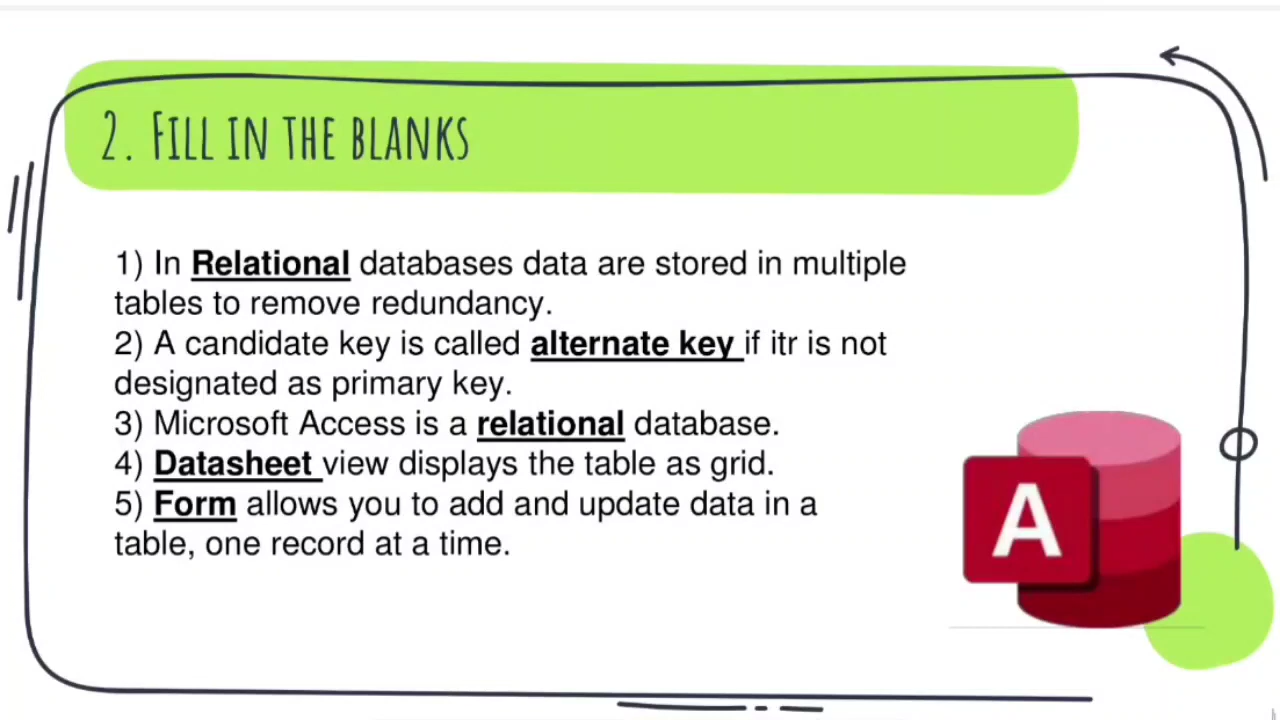 2. FILL IN THE BLANKS
1) In Relational databases data are stored in multiple
tables to remove redundancy.
2) A candidate key is called alternate key if itr is not
designated as primary key.
3) Microsoft Access is a relational database.
4) Datasheet view displays the table as grid.
5) Form allows you to add and update data in a
table, one record at a time.
A